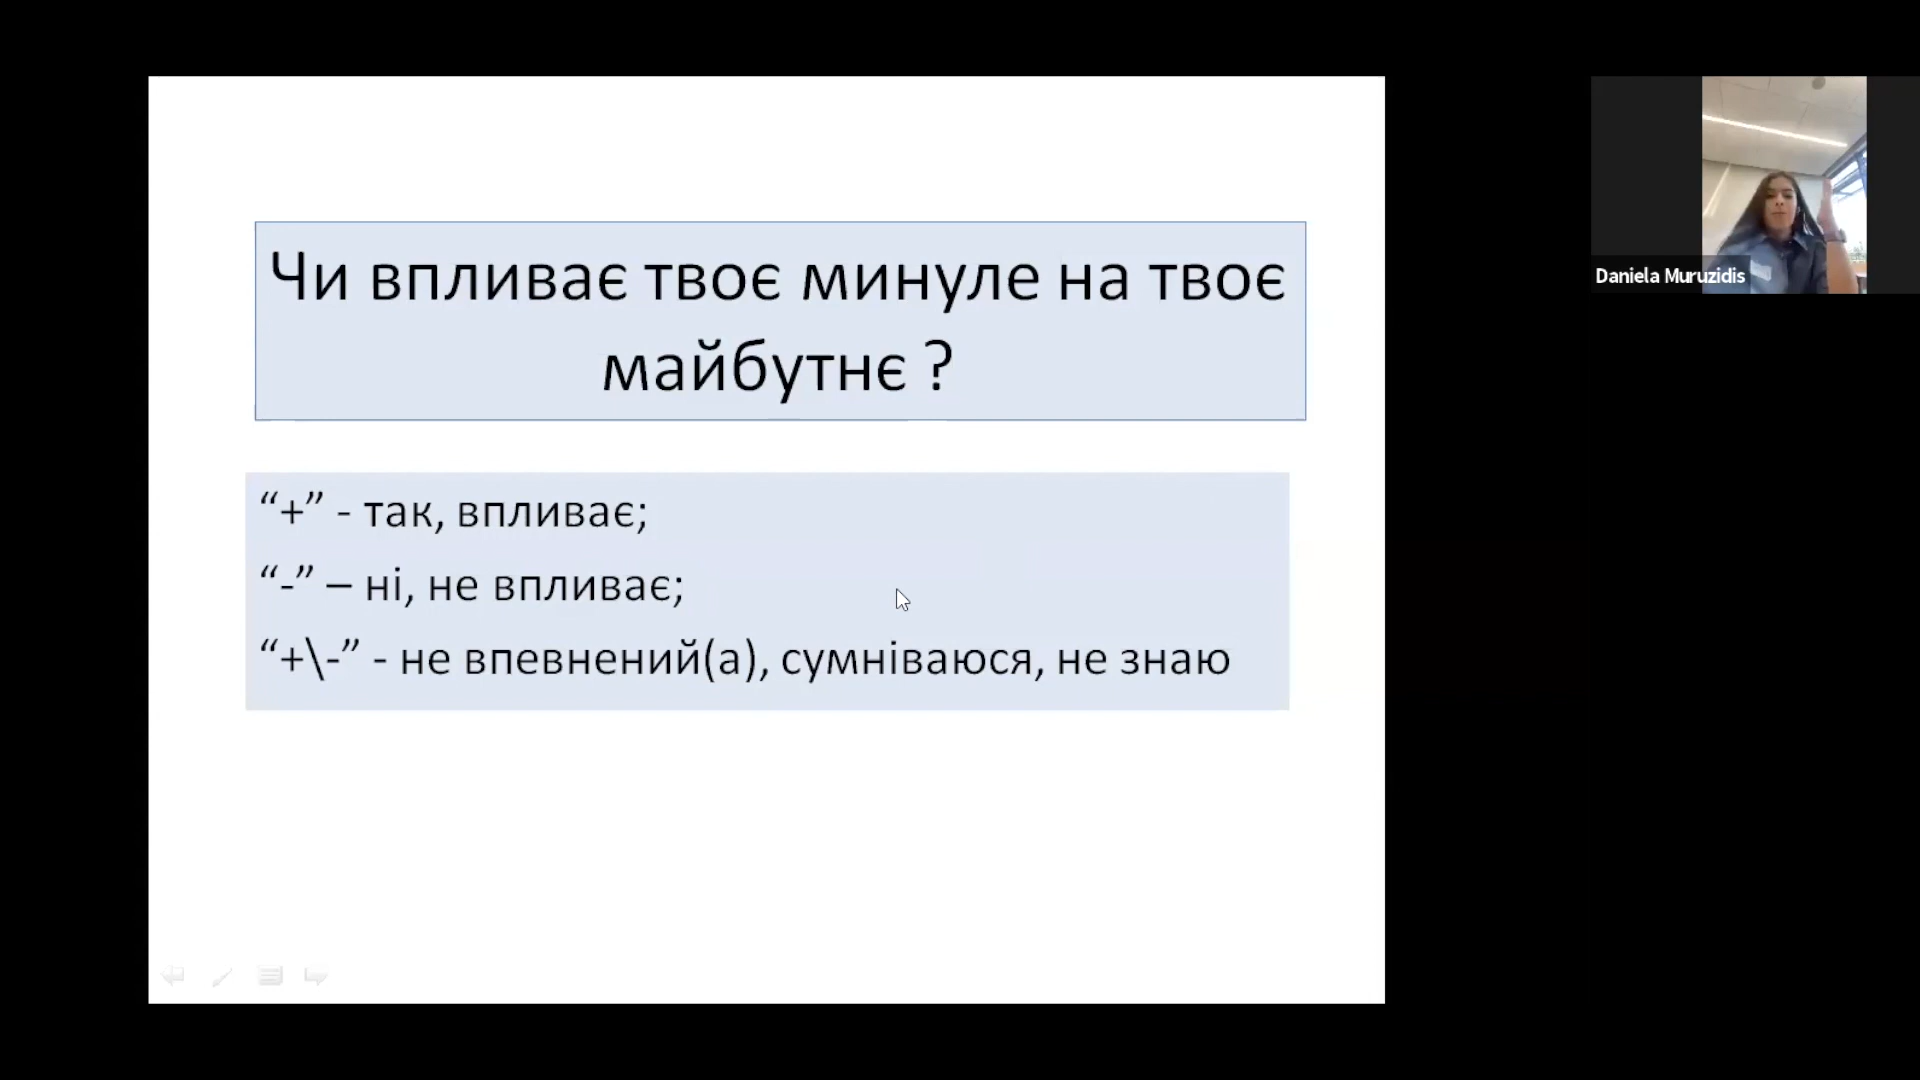 Чи впливає твоє минуле на твоє
майбутнє ?
“+” - так, впливає;
“-” – ні, не впливає;
“+\-” - не впевнений(а), сумніваюся, не знаю
Daniela Muruzidis